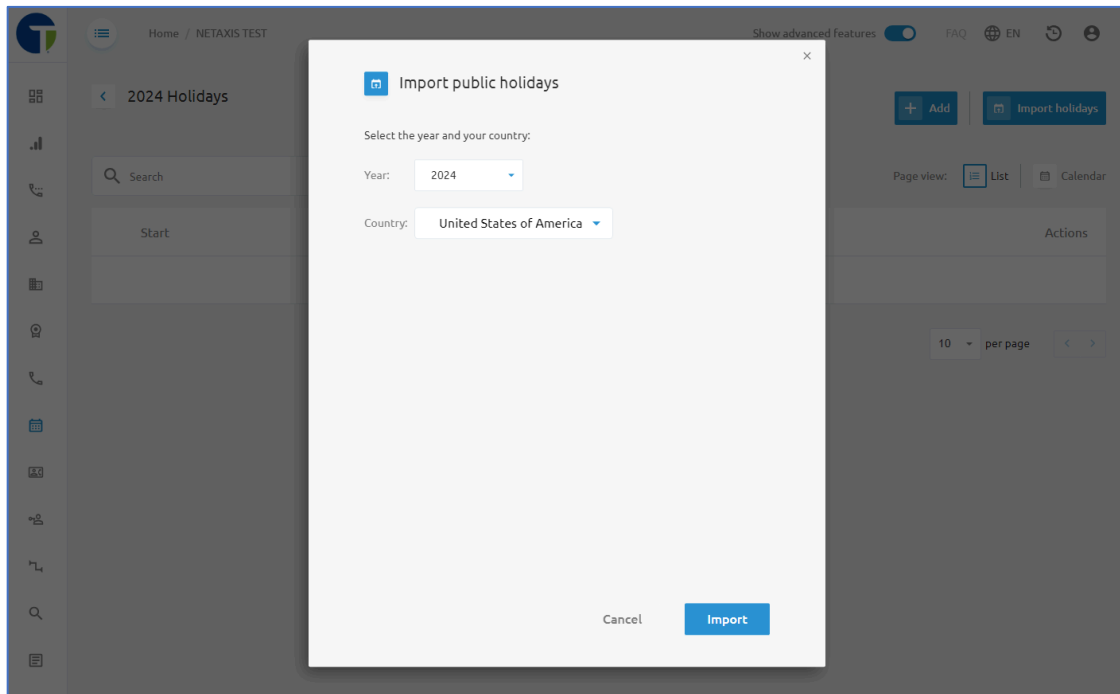 Home / NETAXIS TEST
Show advanced features
FAQ
EN
2024 Holidays
Add
Import holidays
Search
Page view:
List
Calendar
Start
Actions
10
per page
Import public holidays
Select the year and your country:
Year:
2024
Country:
United States of America
Cancel
Import